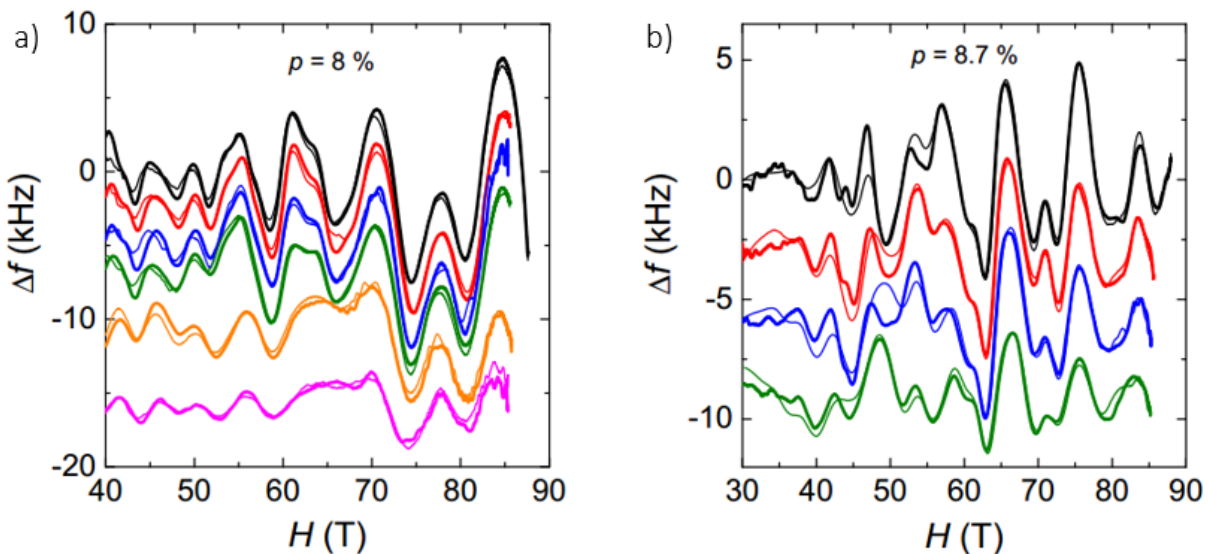 a)
p = 8 %
10
0
-10
-20
Δf (kHz)
40 50 60 70 80 90
H (T)
b)
p = 8.7 %
5
0
-5
-10
Δf (kHz)
30 40 50 60 70 80 90
H (T)